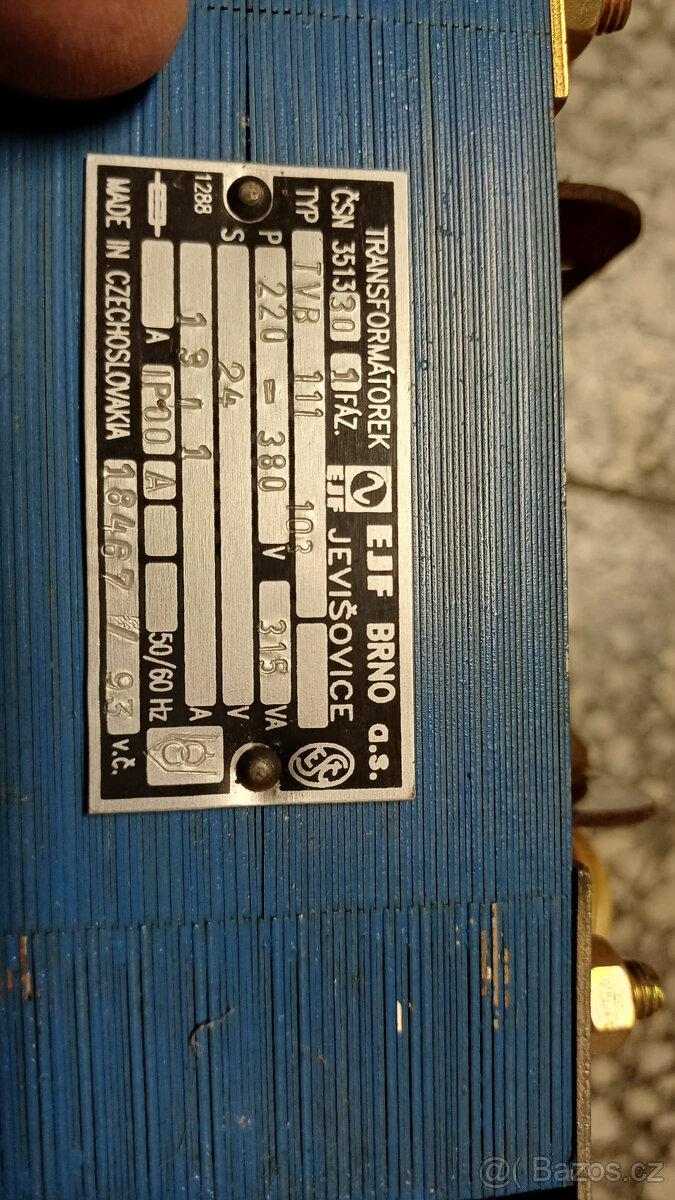 TRANSFORMÁTOREK EJF BRNO a.s.
ČSN 351330 1 FÁZ. EJF JEVIŠOVICE
TYP TVB 111 103
P 220 - 380 V 315 VA
S 24 V
1288 13,1 A
A IP00 A 50/60 Hz
MADE IN CZECHOSLOVAKIA 18467 / 93 v.č.
@( Bazos.cz